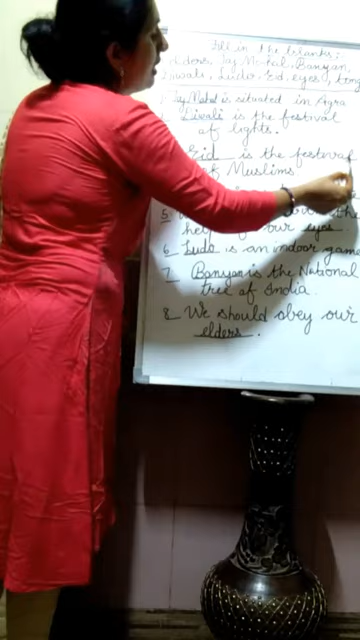 Fill in the blanks:
elders, Taj Mahal, Banyan,
Diwali, Ludo, Eid, eyes, tong
Taj Mahal is situated in Agra
Diwali is the festival
of lights.
Eid is the festeval
of Muslims
5 W
help of our eyes.
6 Ludo is an indoor game
7 Banyan is the National
tree of India.
8 We should obey our
elders.